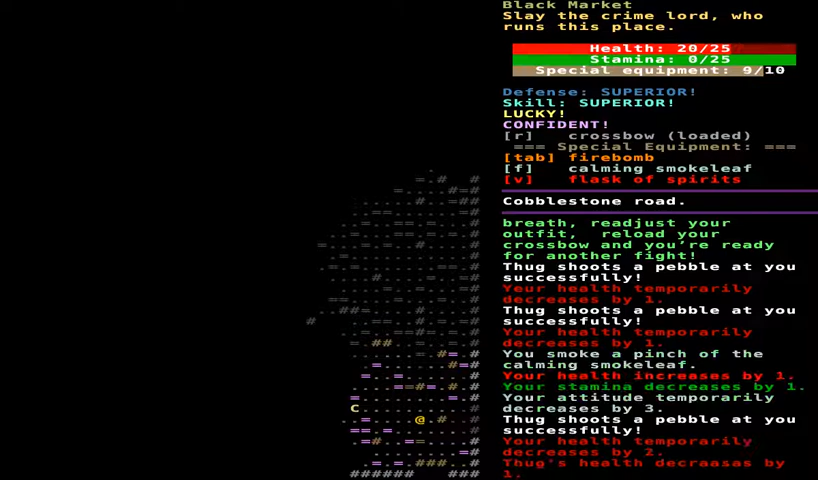 Black Market
Slay the crime lord, who
runs this place.
Health: 20/25
Stamina: 0/25
Special equipment: 9/10
Defense: SUPERIOR!
Skill: SUPERIOR!
LUCKY!
CONFIDENT!
[r] crossbow (loaded)
=== Special Equipment: ===
[tab] firebomb
[f] calming smokeleaf
[v] flask of spirits
Cobblestone road.
breath, readjust your
outfit, reload your
crossbow and you're ready
for another fight!
Thug shoots a pebble at you
successfully!
Your health temporarily
decreases by 1.
Thug shoots a pebble at you
successfully!
Your health temporarily
decreases by 1.
You smoke a pinch of the
calming smokeleaf.
Your health increases by 1.
Your stamina decreases by 1.
Your attitude temporarily
decreases by 3.
Thug shoots a pebble at you
successfully!
Your health temporarily
decreases by 2.
Thug's health decraases by
1.